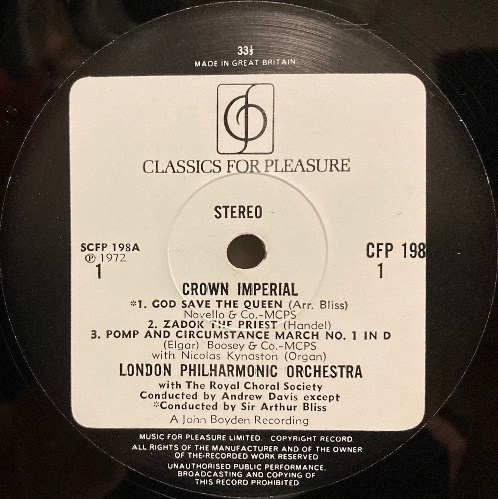 33⅓
MADE IN GREAT BRITAIN
CLASSICS FOR PLEASURE
STEREO
SCFP 198A
℗ 1972
1
CFP 198
1
CROWN IMPERIAL
*1. GOD SAVE THE QUEEN (Arr. Bliss)
Novello & Co.-MCPS
2. ZADOK THE PRIEST (Handel)
3. POMP AND CIRCUMSTANCE MARCH NO. 1 IN D
(Elgar) Boosey & Co.-MCPS
with Nicolas Kynaston (Organ)
LONDON PHILHARMONIC ORCHESTRA
with The Royal Choral Society
Conducted by Andrew Davis except
*Conducted by Sir Arthur Bliss
A John Boyden Recording
MUSIC FOR PLEASURE LIMITED. COPYRIGHT RECORD.
ALL RIGHTS OF THE MANUFACTURER AND OF THE OWNER
OF THE-RECORDED WORK RESERVED
UNAUTHORISED PUBLIC PERFORMANCE,
BROADCASTING AND COPYING OF
THIS RECORD PROHIBITED